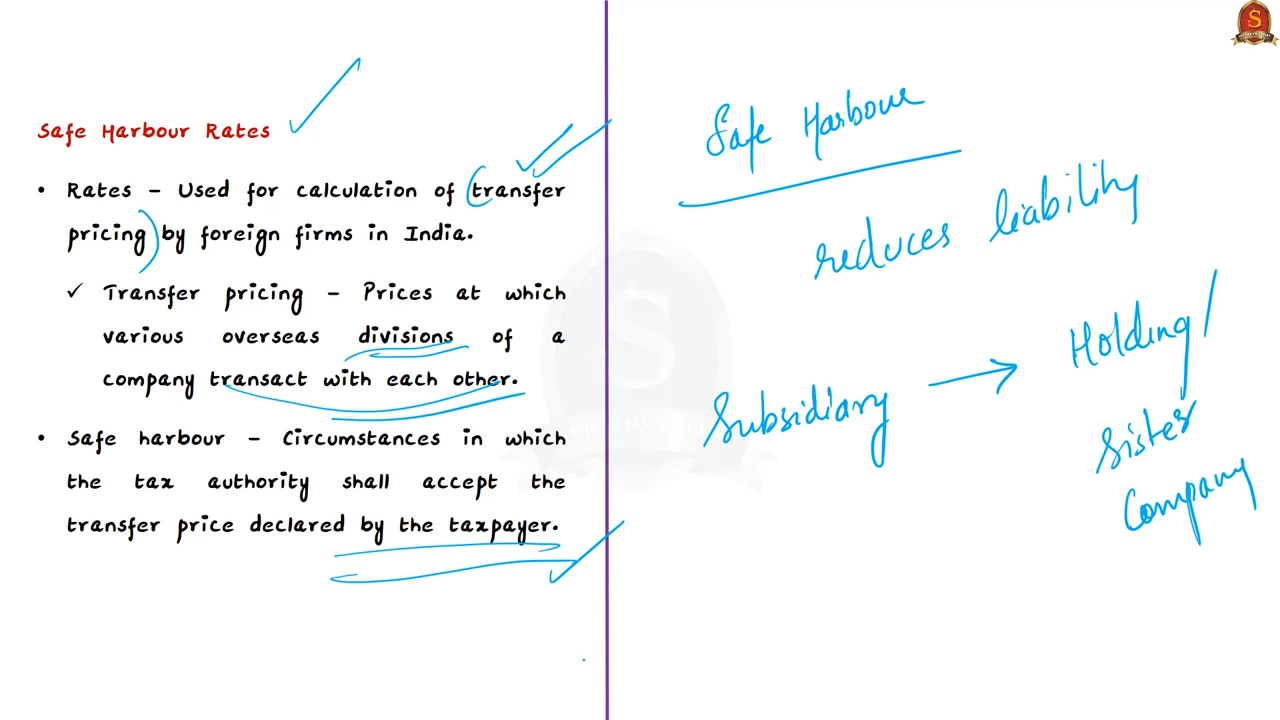 Safe Harbour Rates
• Rates – Used for calculation of transfer
pricing by foreign firms in India.
✓ Transfer pricing – Prices at which
various overseas divisions of a
company transact with each other.
• Safe harbour – Circumstances in which
the tax authority shall accept the
transfer price declared by the taxpayer.
Safe Harbour
reduces liability
Subsidiary → Holding/
Sister
Company
S